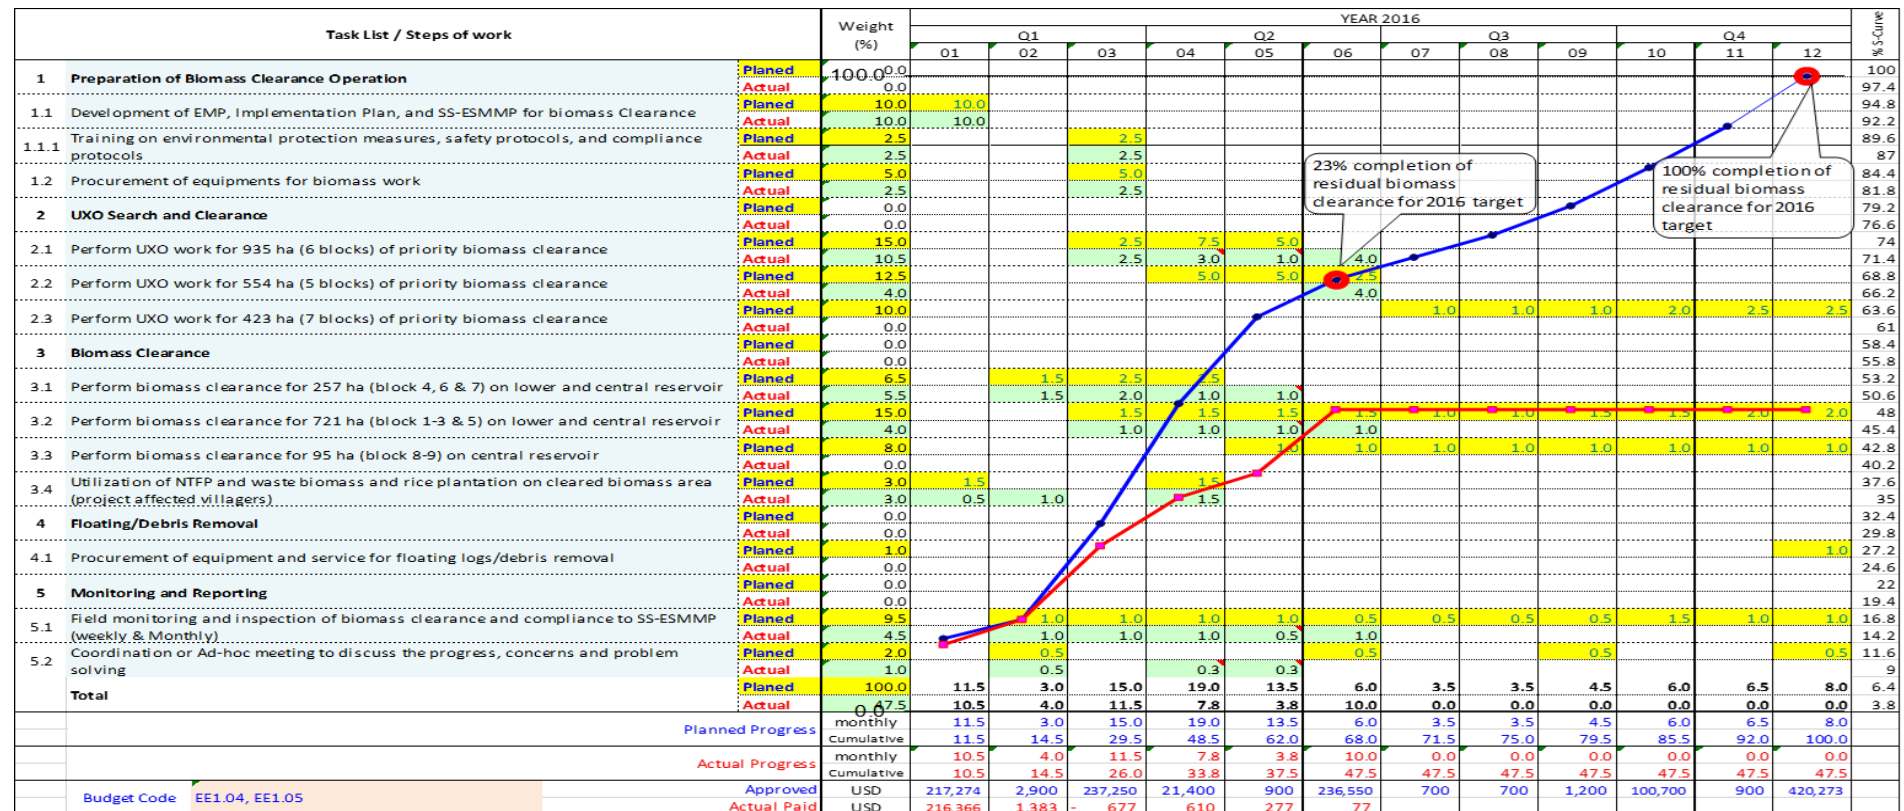 Task List / Steps of work Weight (%) YEAR 2016 % S-Curve
Q1 Q2 Q3 Q4
01 02 03 04 05 06 07 08 09 10 11 12
1 Preparation of Biomass Clearance Operation Planed 0.0 100
100.0
Actual 0.0 97.4
1.1 Development of EMP, Implementation Plan, and SS-ESMMP for biomass Clearance Planed 10.0 10.0 94.8
Actual 10.0 10.0 92.2
1.1.1 Training on environmental protection measures, safety protocols, and compliance protocols Planed 2.5 2.5 89.6
Actual 2.5 2.5 87
1.2 Procurement of equipments for biomass work Planed 5.0 5.0 84.4
Actual 2.5 2.5 81.8
2 UXO Search and Clearance Planed 0.0 79.2
Actual 0.0 76.6
23% completion of
residual biomass
clearance for 2016 target
100% completion of
residual biomass
clearance for 2016
target
2.1 Perform UXO work for 935 ha (6 blocks) of priority biomass clearance Planed 15.0 2.5 7.5 5.0 74
Actual 10.5 2.5 3.0 1.0 4.0 71.4
2.2 Perform UXO work for 554 ha (5 blocks) of priority biomass clearance Planed 12.5 5.0 5.0 2.5 68.8
Actual 4.0 4.0 66.2
2.3 Perform UXO work for 423 ha (7 blocks) of priority biomass clearance Planed 10.0 1.0 1.0 1.0 2.0 2.5 2.5 63.6
Actual 0.0 61
3 Biomass Clearance Planed 0.0 58.4
Actual 0.0 55.8
3.1 Perform biomass clearance for 257 ha (block 4, 6 & 7) on lower and central reservoir Planed 6.5 1.5 2.5 2.5 53.2
Actual 5.5 1.5 2.0 1.0 1.0 50.6
3.2 Perform biomass clearance for 721 ha (block 1-3 & 5) on lower and central reservoir Planed 15.0 1.5 1.5 1.5 1.5 1.0 1.0 1.5 1.5 2.0 2.0 48
Actual 4.0 1.0 1.0 1.0 1.0 45.4
3.3 Perform biomass clearance for 95 ha (block 8-9) on central reservoir Planed 8.0 1.0 1.0 1.0 1.0 1.0 1.0 1.0 1.0 42.8
Actual 0.0 40.2
3.4 Utilization of NTFP and waste biomass and rice plantation on cleared biomass area (project affected villagers) Planed 3.0 1.5 1.5 37.6
Actual 3.0 0.5 1.0 1.5 35
4 Floating/Debris Removal Planed 0.0 32.4
Actual 0.0 29.8
4.1 Procurement of equipment and service for floating logs/debris removal Planed 1.0 1.0 27.2
Actual 0.0 24.6
5 Monitoring and Reporting Planed 0.0 22
Actual 0.0 19.4
5.1 Field monitoring and inspection of biomass clearance and compliance to SS-ESMMP (weekly & Monthly) Planed 9.5 1.0 1.0 1.0 1.0 0.5 0.5 0.5 0.5 1.5 1.0 1.0 16.8
Actual 4.5 1.0 1.0 1.0 0.5 1.0 14.2
5.2 Coordination or Ad-hoc meeting to discuss the progress, concerns and problem solving Planed 2.0 0.5 0.5 0.5 0.5 11.6
Actual 1.0 0.5 0.3 0.3 9
Total Planed 100.0 11.5 3.0 15.0 19.0 13.5 6.0 3.5 3.5 4.5 6.0 6.5 8.0 6.4
Actual 47.5 10.5 4.0 11.5 7.8 3.8 10.0 0.0 0.0 0.0 0.0 0.0 0.0 3.8
0.0
Planned Progress monthly 11.5 3.0 15.0 19.0 13.5 6.0 3.5 3.5 4.5 6.0 6.5 8.0
Cumulative 11.5 14.5 29.5 48.5 62.0 68.0 71.5 75.0 79.5 85.5 92.0 100.0
Actual Progress monthly 10.5 4.0 11.5 7.8 3.8 10.0 0.0 0.0 0.0 0.0 0.0 0.0
Cumulative 10.5 14.5 26.0 33.8 37.5 47.5 47.5 47.5 47.5 47.5 47.5 47.5
Budget Code EE1.04, EE1.05 Approved USD 217,274 2,900 237,250 21,400 900 236,550 700 700 1,200 100,700 900 420,273
Actual Paid USD 216,366 1,383 - 677 610 277 77